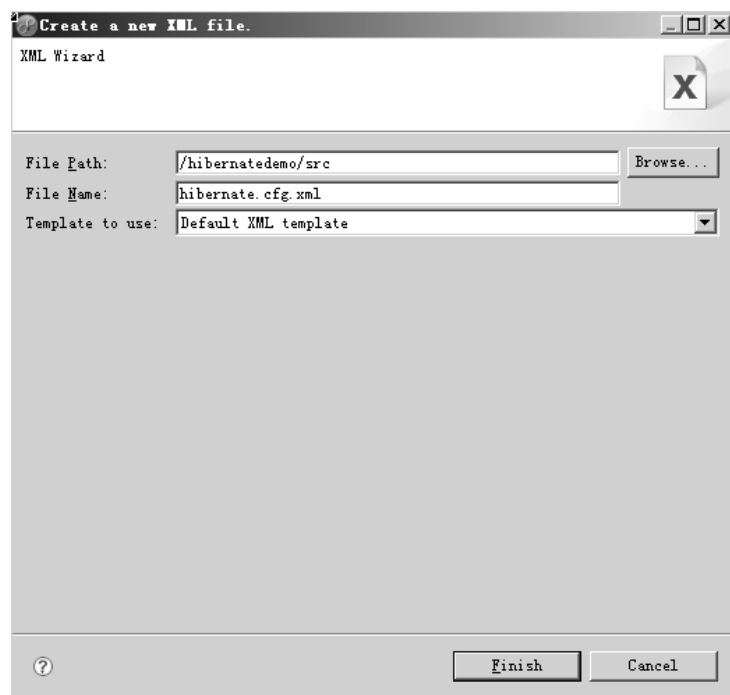 Create a new XML file.
XML Wizard
X
File Path: /hibernatedemo/src Browse...
File Name: hibernate.cfg.xml
Template to use: Default XML template
? Finish Cancel